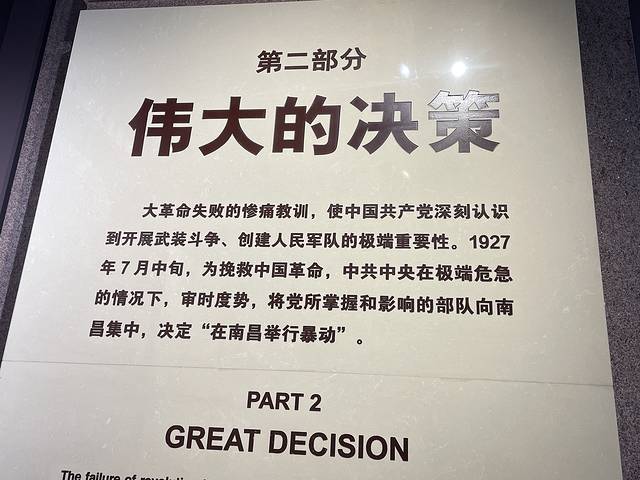 第二部分
伟大的决策
大革命失败的惨痛教训，使中国共产党深刻认识
到开展武装斗争、创建人民军队的极端重要性。1927
年7月中旬，为挽救中国革命，中共中央在极端危急
的情况下，审时度势，将党所掌握和影响的部队向南
昌集中，决定“在南昌举行暴动”。
PART 2
GREAT DECISION
The failure of